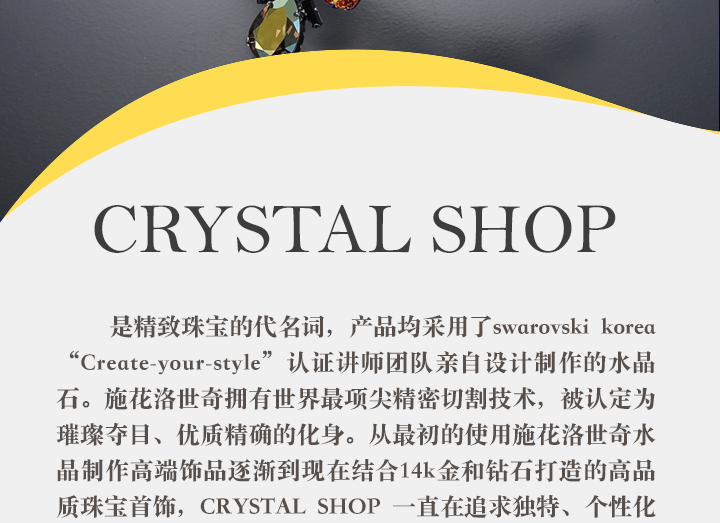 CRYSTAL SHOP
是精致珠宝的代名词，产品均采用了swarovski korea
“Create-your-style”认证讲师团队亲自设计制作的水晶
石。施花洛世奇拥有世界最项尖精密切割技术，被认定为
璀璨夺目、优质精确的化身。从最初的使用施花洛世奇水
晶制作高端饰品逐渐到现在结合14k金和钻石打造的高品
质珠宝首饰，CRYSTAL SHOP 一直在追求独特、个性化